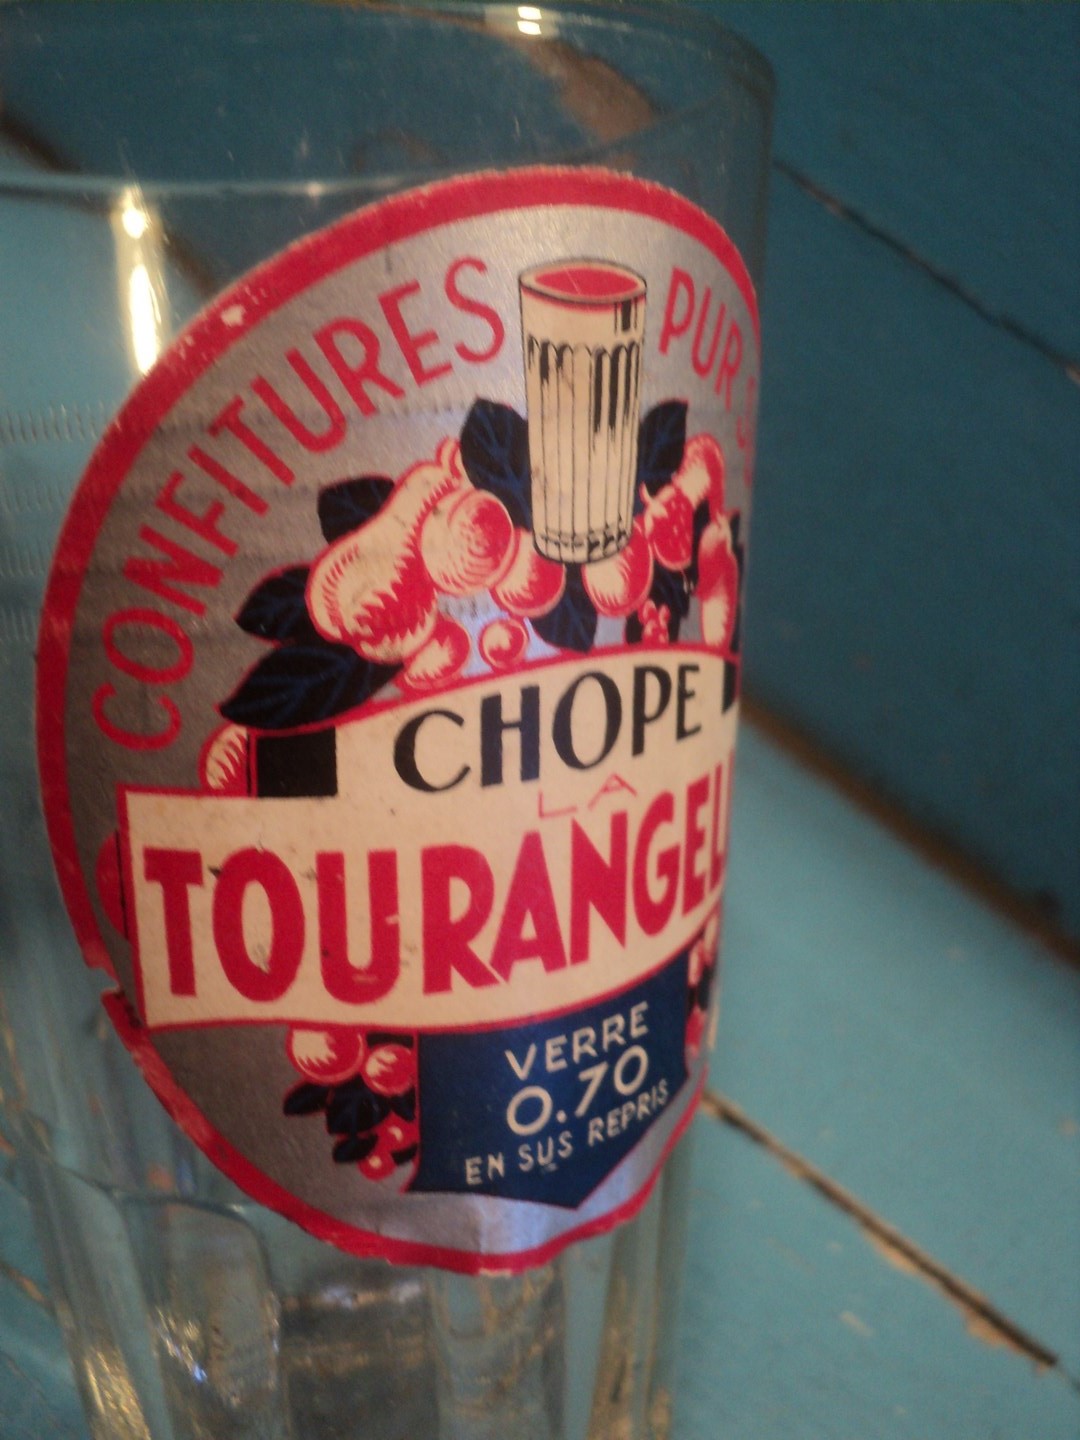 CONFITURES PUR
CHOPE
LA
TOURANGEL
VERRE
0.70
EN SUS REPRIS